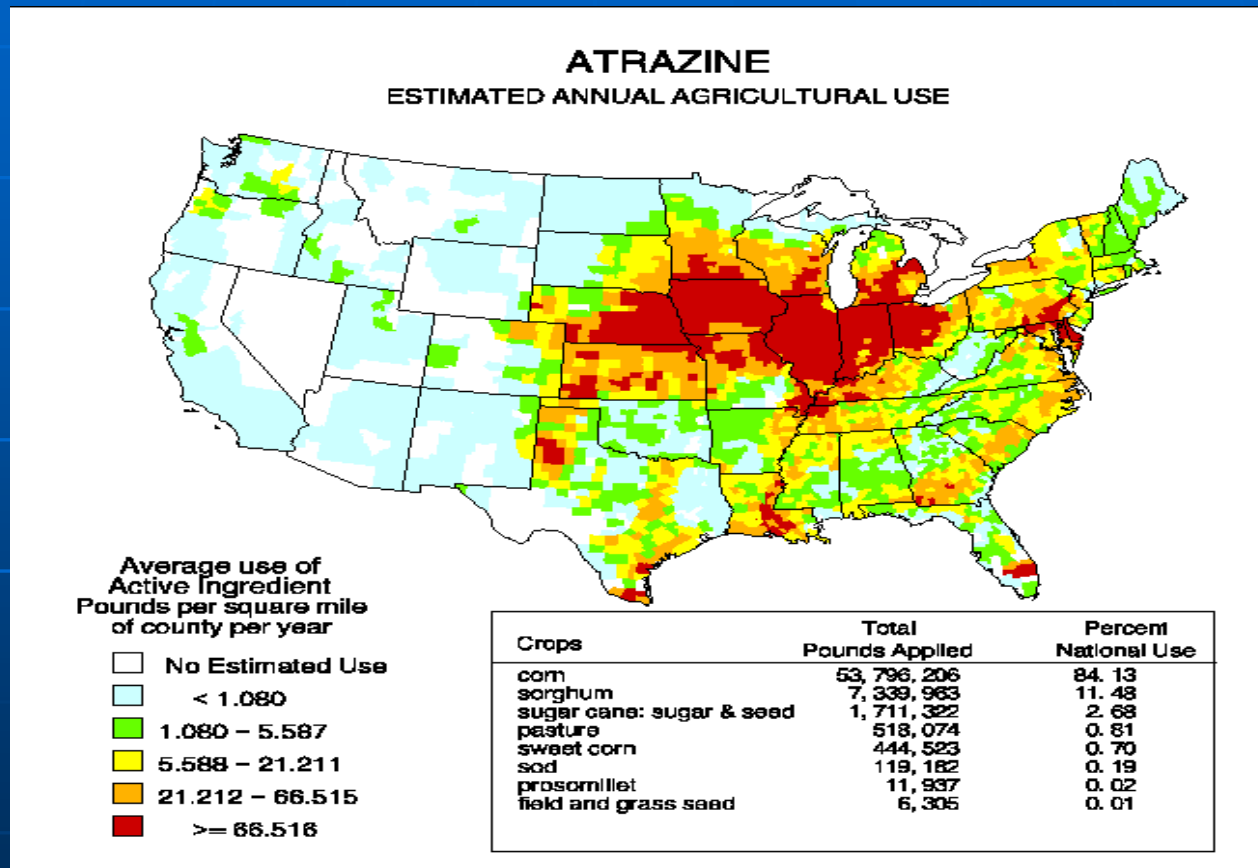 ATRAZINE
ESTIMATED ANNUAL AGRICULTURAL USE
Average use of
Active Ingredient
Pounds per square mile
of county per year
No Estimated Use
< 1.080
1.080 – 5.587
5.588 – 21.211
21.212 – 66.515
>= 66.516
Crops Total Pounds Applied Percent National Use
corn 53, 796, 206 84. 13
sorghum 7, 339, 963 11. 48
sugar cane: sugar & seed 1, 711, 322 2. 68
pasture 518, 074 0. 81
sweet corn 444, 523 0. 70
sod 119, 182 0. 19
prosomillet 11, 937 0. 02
field and grass seed 6, 305 0. 01